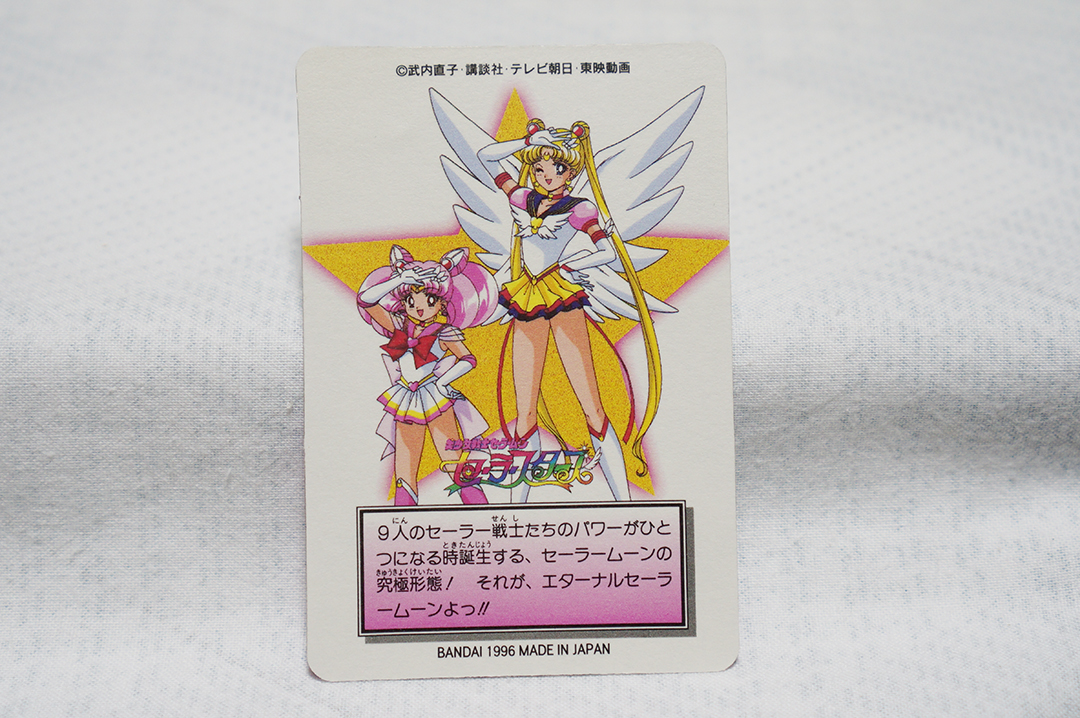 ©武内直子・講談社・テレビ朝日・東映動画
美少女戦士セーラームーン
セーラースターズ
9人のセーラー戦士たちのパワーがひと
つになる時誕生する、セーラームーンの
究極形態! それが、エターナルセーラ
ームーンよっ!!
BANDAI 1996 MADE IN JAPAN